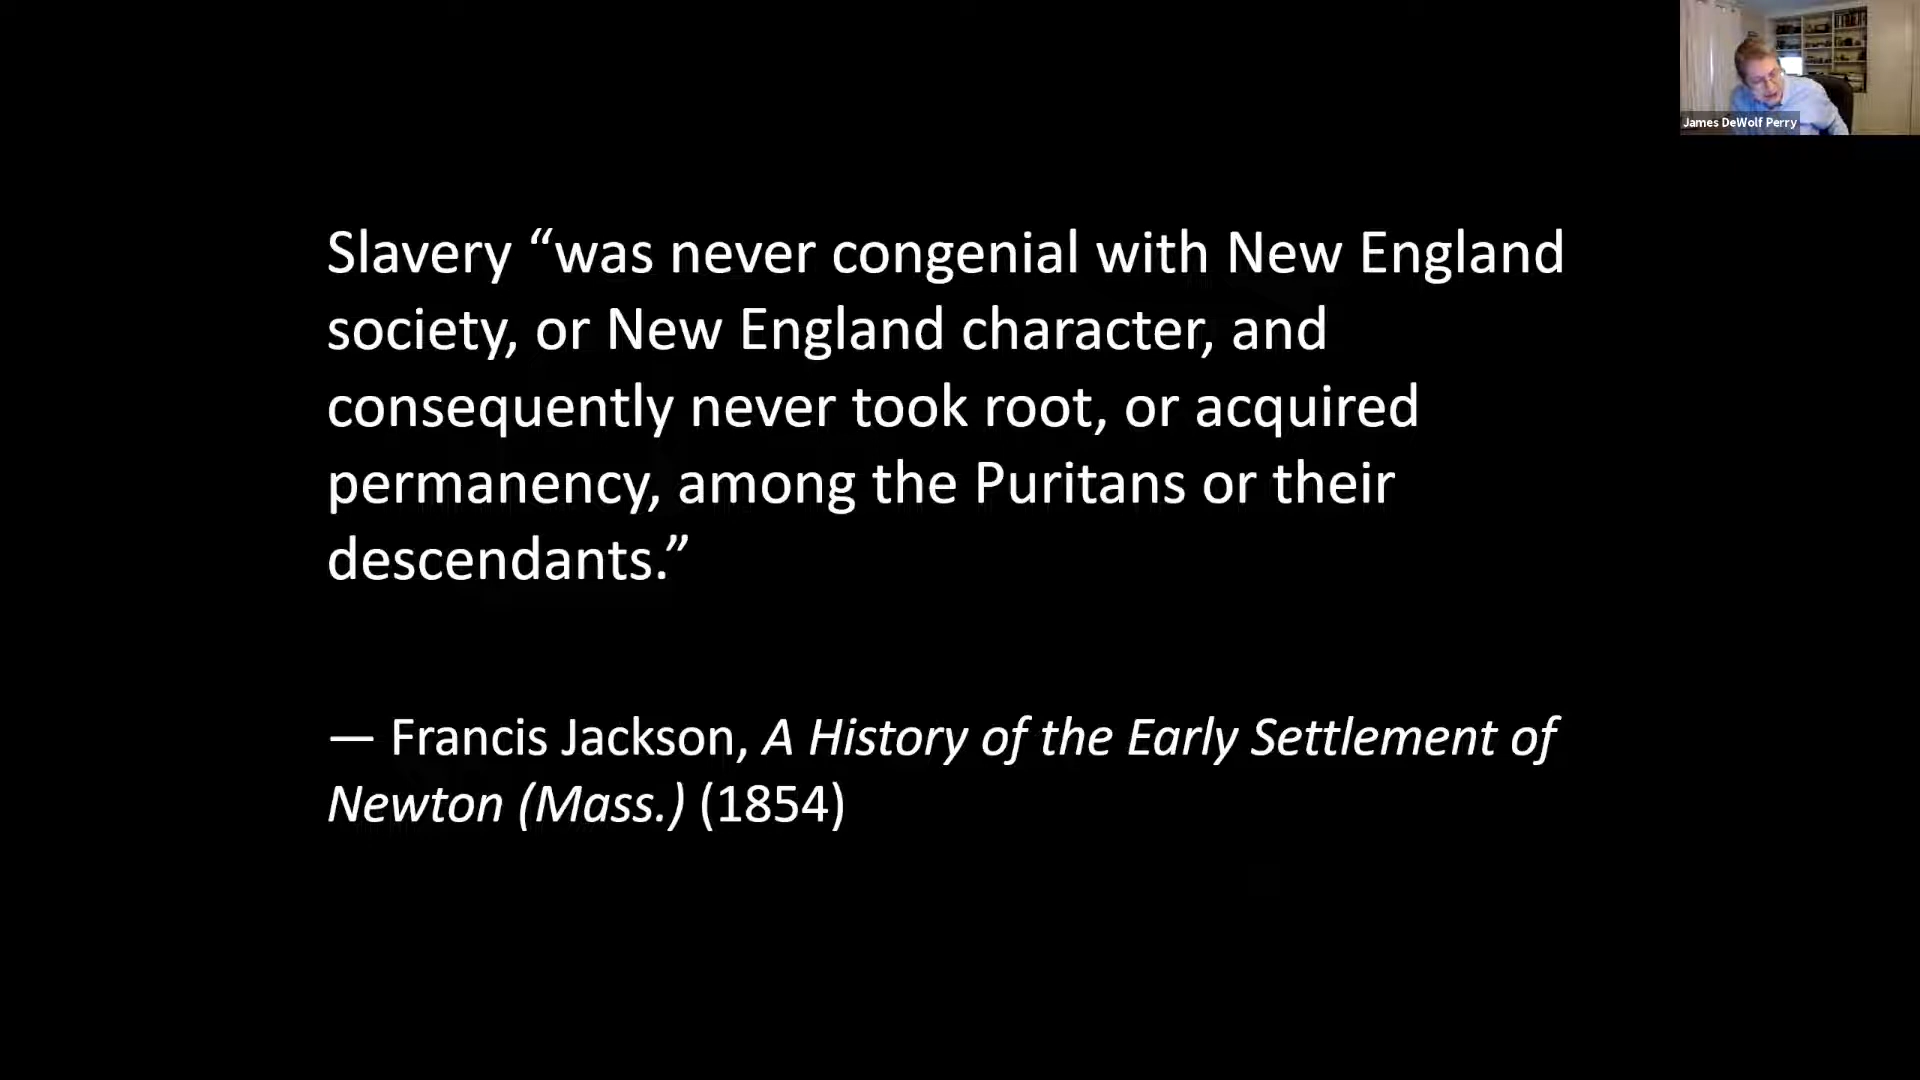 James DeWolf Perry
Slavery “was never congenial with New England
society, or New England character, and
consequently never took root, or acquired
permanency, among the Puritans or their
descendants.”
— Francis Jackson, A History of the Early Settlement of
Newton (Mass.) (1854)